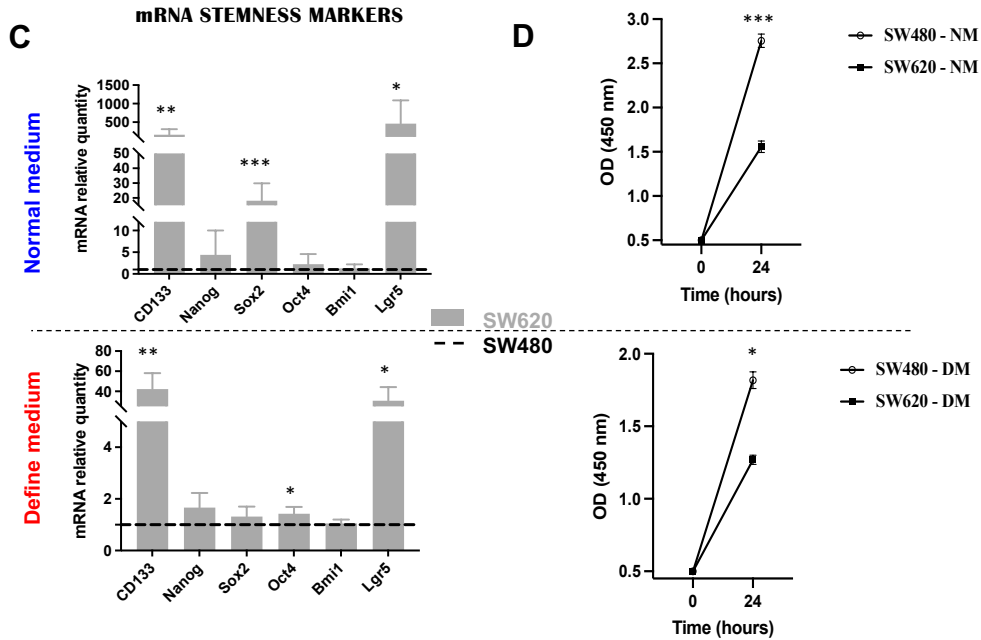 C
mRNA STEMNESS MARKERS
Normal medium
mRNA relative quantity
1500
1000
500
50
40
30
20
10
5
0
**
***
*
CD133
Nanog
Sox2
Oct4
Bmi1
Lgr5
D
OD (450 nm)
3.0
2.5
2.0
1.5
1.0
0.5
***
0
24
Time (hours)
SW480 - NM
SW620 - NM
SW620
SW480
Define medium
mRNA relative quantity
60
40
20
4
2
0
**
*
*
CD133
Nanog
Sox2
Oct4
Bmi1
Lgr5
OD (450 nm)
2.0
1.5
1.0
0.5
*
0
24
Time (hours)
SW480 - DM
SW620 - DM